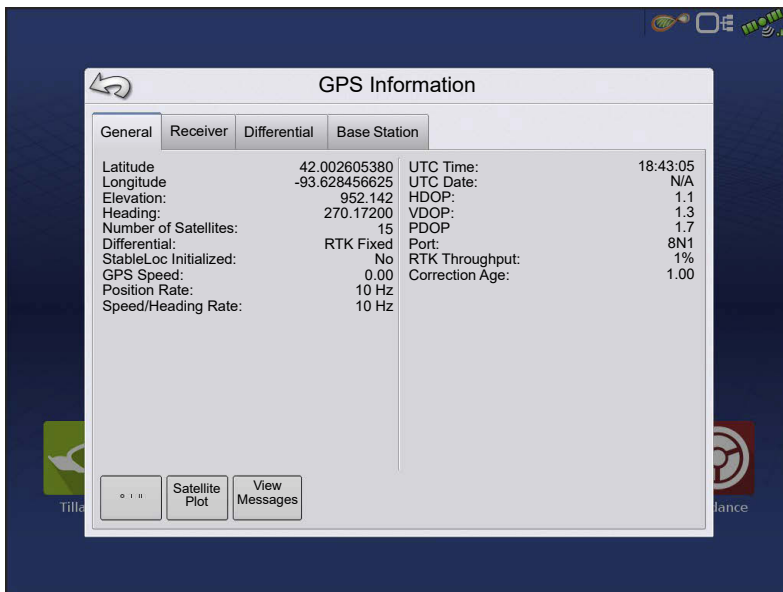 GPS Information
General
Receiver
Differential
Base Station
Latitude 42.002605380
Longitude -93.628456625
Elevation: 952.142
Heading: 270.17200
Number of Satellites: 15
Differential: RTK Fixed
StableLoc Initialized: No
GPS Speed: 0.00
Position Rate: 10 Hz
Speed/Heading Rate: 10 Hz
UTC Time: 18:43:05
UTC Date: N/A
HDOP: 1.1
VDOP: 1.3
PDOP 1.7
Port: 8N1
RTK Throughput: 1%
Correction Age: 1.00
Satellite
Plot
View
Messages
Tilla
dance